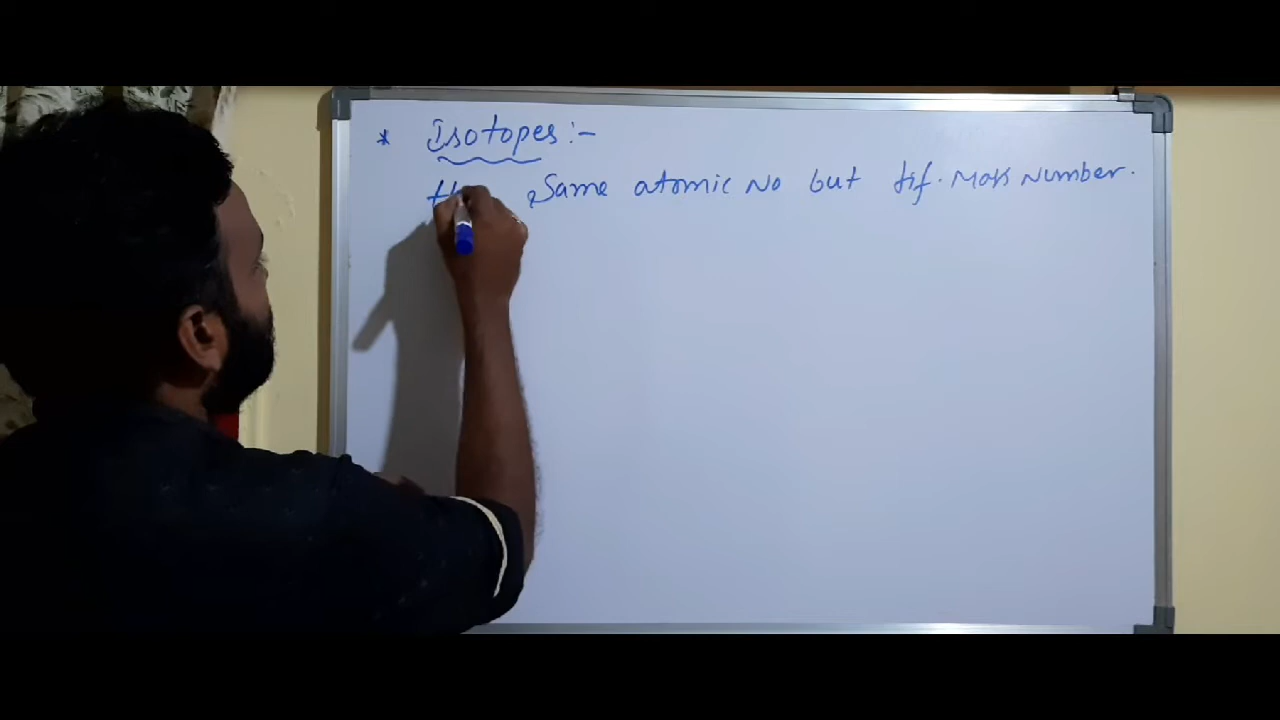 * Isotopes :-
Same atomic No but dif. Mass Number.